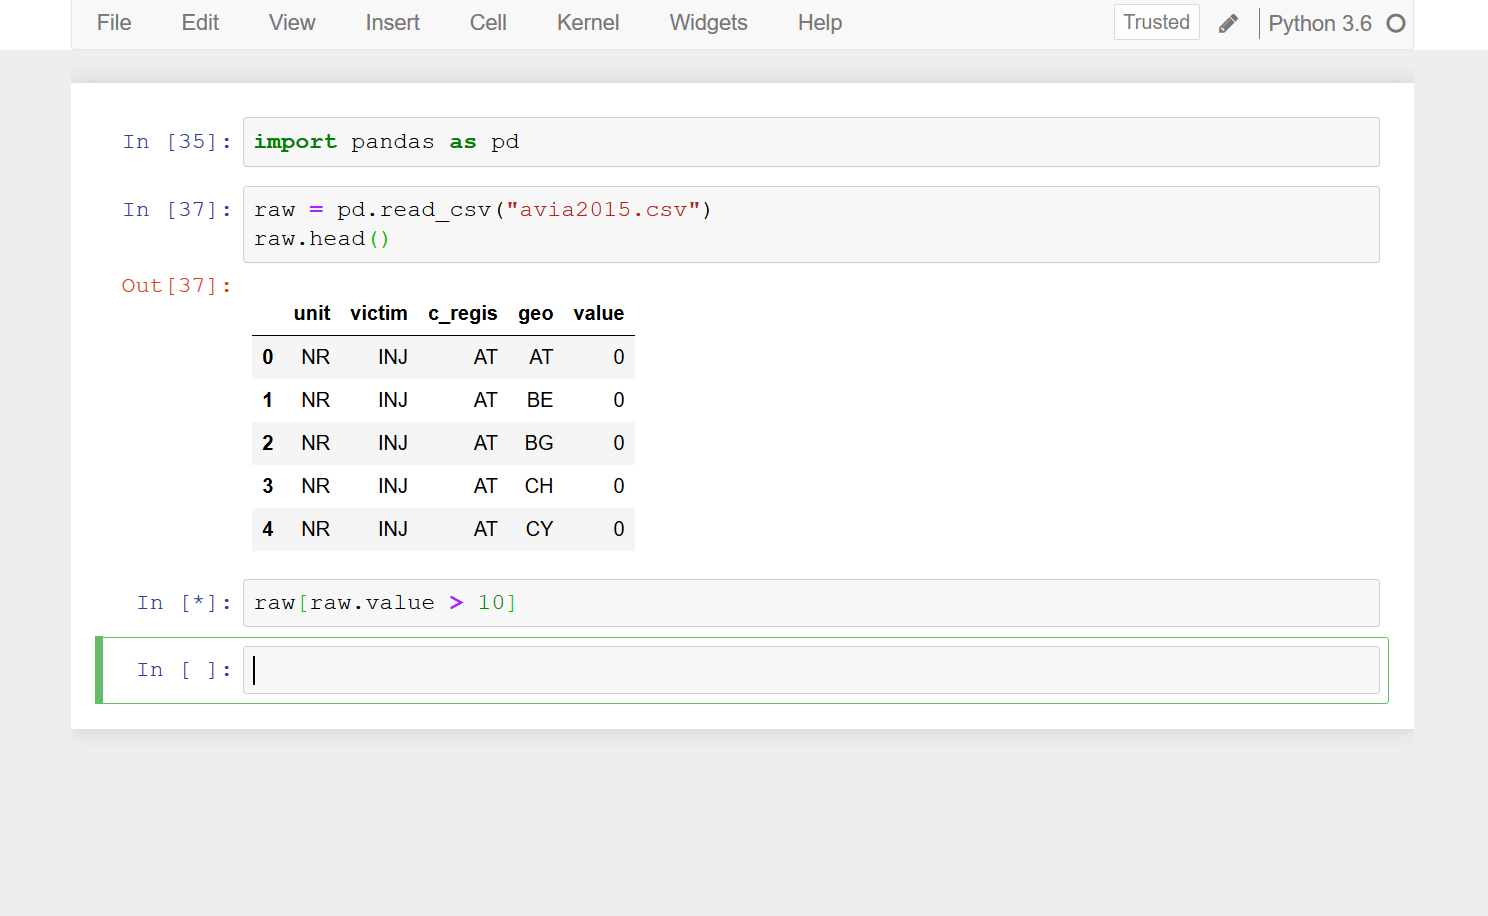 File Edit View Insert Cell Kernel Widgets Help Trusted Python 3.6
In [35]: import pandas as pd
In [37]: raw = pd.read_csv("avia2015.csv")
raw.head()
Out[37]:
unit victim c_regis geo value
0 NR INJ AT AT 0
1 NR INJ AT BE 0
2 NR INJ AT BG 0
3 NR INJ AT CH 0
4 NR INJ AT CY 0
In [*]: raw[raw.value > 10]
In [ ]: